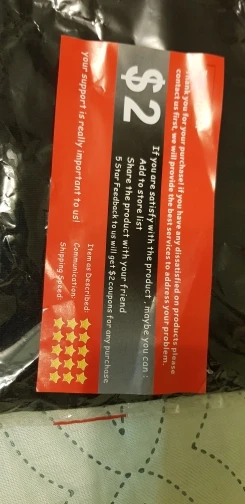 Thank you for your purchase! if you have any dissatisfied on products please
contact us first, we will provide the best services to address your problem.
$2
If you are satisfy with the product , maybe you can :
Add to store list
Share the product with your friend
5 Star Feedback to us will get $2 coupons for any purchase
your support is really important to us!
Item as Described:
Communication:
Shipping Speed: